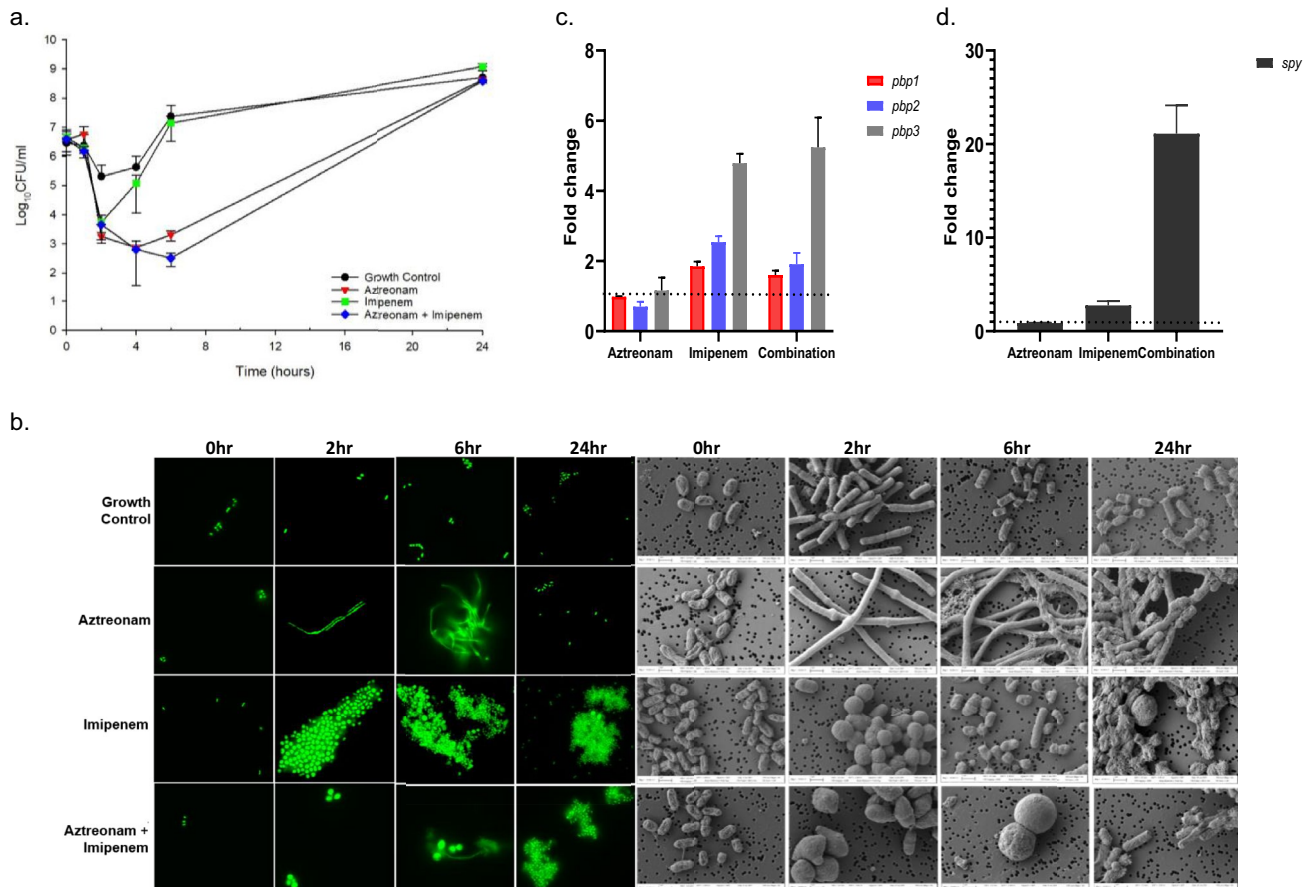 a.
10
9
8
7
6
5
4
3
2
1
0
Log10CFU/ml
0 4 8 12 16 20 24
Time (hours)
Growth Control
Aztreonam
Impenem
Azreonam + Imipenem
c.
8
6
4
2
0
Fold change
Aztreonam Imipenem Combination
pbp1
pbp2
pbp3
d.
30
20
10
0
Fold change
Aztreonam Imipenem Combination
spy
b.
0hr 2hr 6hr 24hr 0hr 2hr 6hr 24hr
Growth
Control
Aztreonam
Imipenem
Aztreonam +
Imipenem